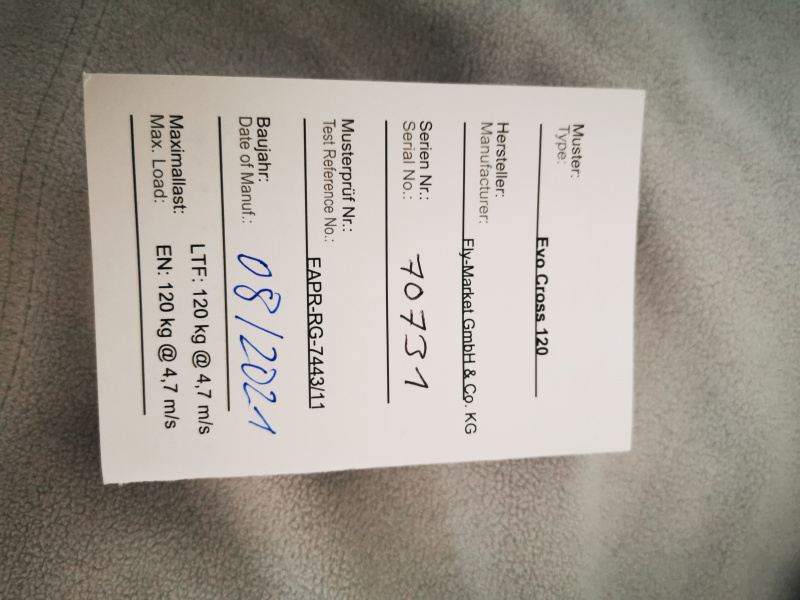 Muster:
Type: Evo Cross 120
Hersteller:
Manufacturer: Fly-Market GmbH & Co. KG
Serien Nr.:
Serial No.: 70731
Musterprüf Nr.:
Test Reference No.: EAPR-RG-7443/11
Baujahr:
Date of Manuf.: 08/2021
Maximallast: LTF: 120 kg @ 4,7 m/s
Max. Load: EN: 120 kg @ 4,7 m/s